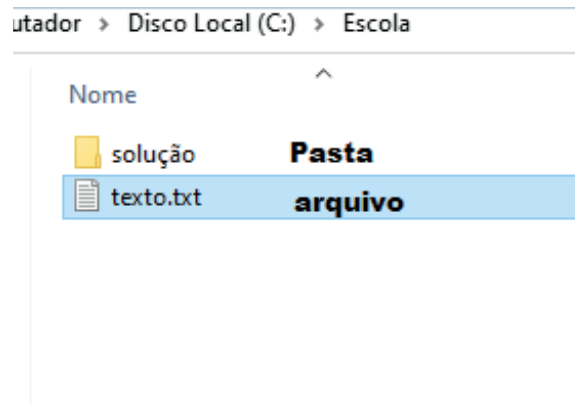 utador > Disco Local (C:) > Escola
Nome
solução Pasta
texto.txt arquivo